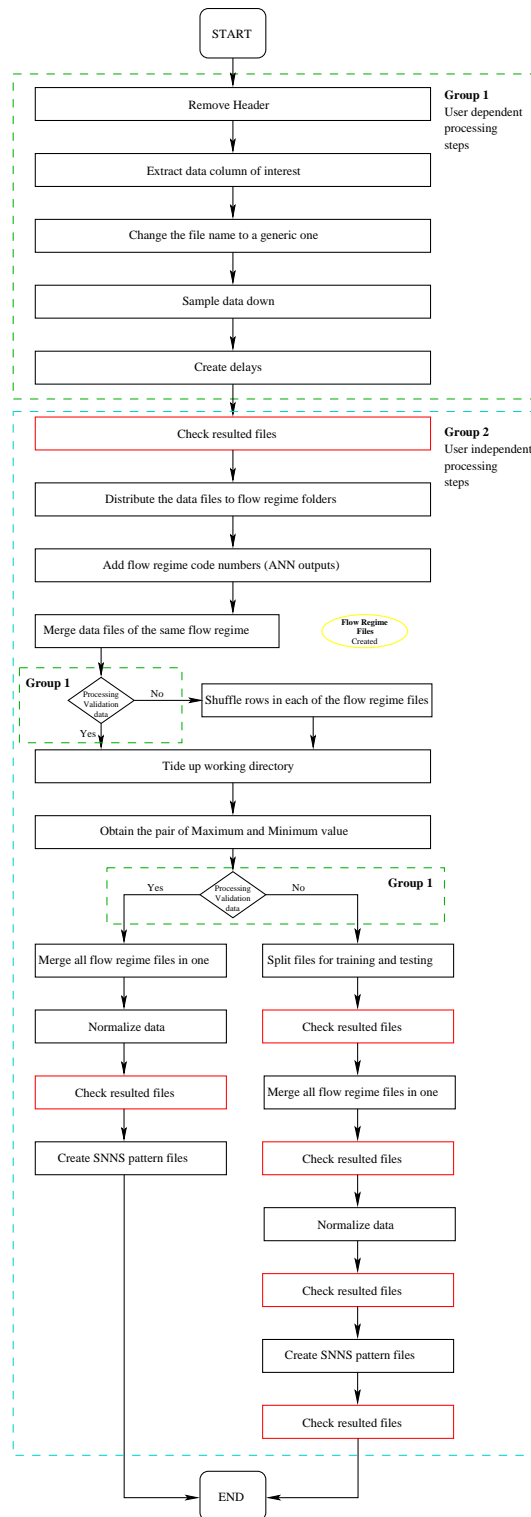 START
Group 1
User dependent
processing
steps
Remove Header
Extract data column of interest
Change the file name to a generic one
Sample data down
Create delays
Group 2
User independent
processing
steps
Check resulted files
Distribute the data files to flow regime folders
Add flow regime code numbers (ANN outputs)
Merge data files of the same flow regime
Flow Regime
Files
Created
Group 1
Processing
Validation
data
No
Yes
Shuffle rows in each of the flow regime files
Tide up working directory
Obtain the pair of Maximum and Minimum value
Group 1
Yes
Processing
Validation
data
No
Merge all flow regime files in one
Normalize data
Check resulted files
Create SNNS pattern files
Split files for training and testing
Check resulted files
Merge all flow regime files in one
Check resulted files
Normalize data
Check resulted files
Create SNNS pattern files
Check resulted files
END